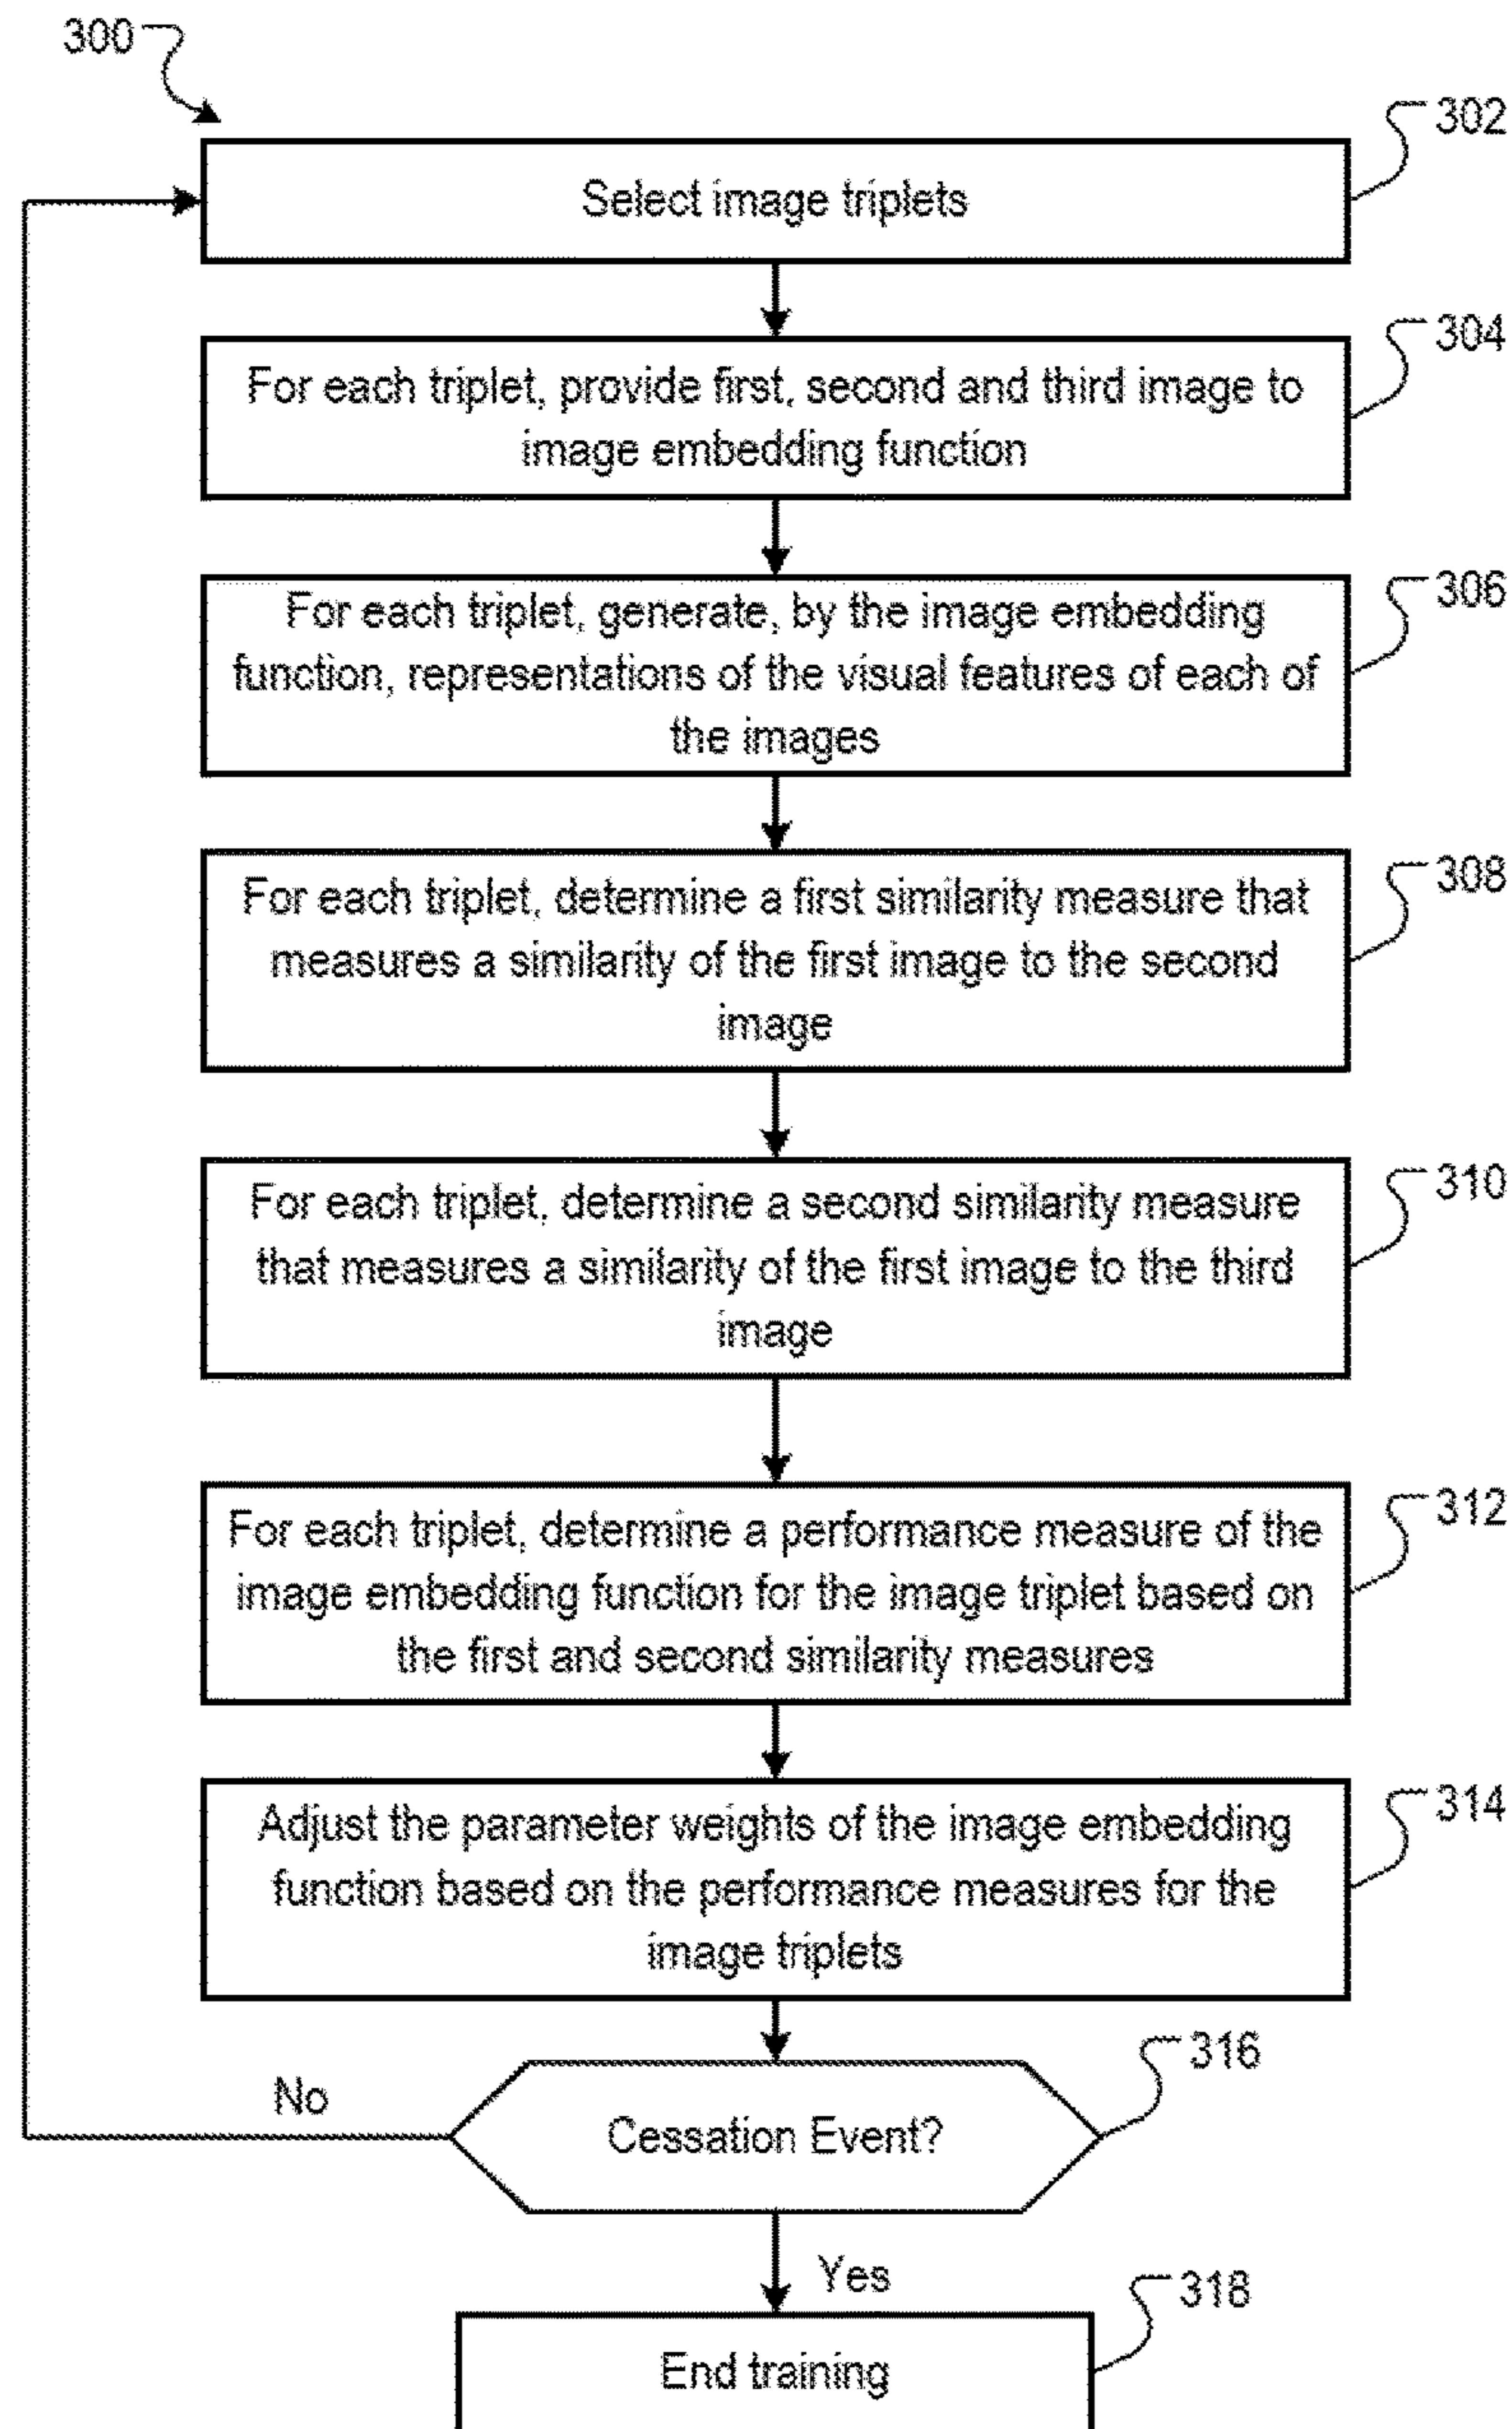 300
302
Select image triplets
304
For each triplet, provide first, second and third image to
image embedding function
306
For each triplet, generate, by the image embedding
function, representations of the visual features of each of
the images
308
For each triplet, determine a first similarity measure that
measures a similarity of the first image to the second
image
310
For each triplet, determine a second similarity measure
that measures a similarity of the first image to the third
image
312
For each triplet, determine a performance measure of the
image embedding function for the image triplet based on
the first and second similarity measures
314
Adjust the parameter weights of the image embedding
function based on the performance measures for the
image triplets
316
No
Cessation Event?
Yes
318
End training